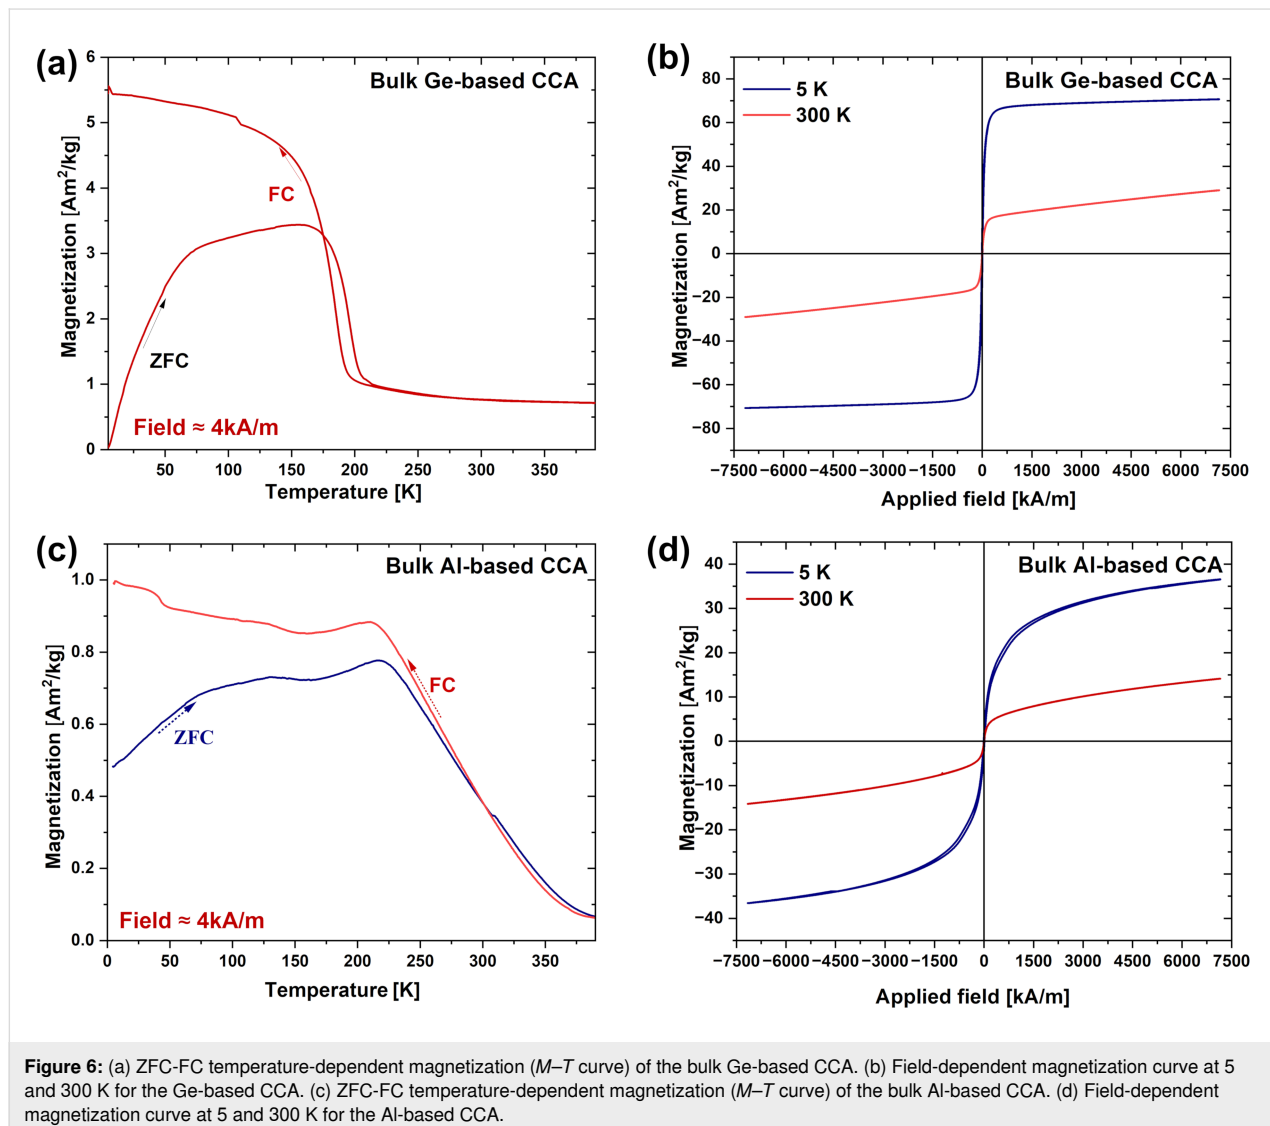 (a)
Bulk Ge-based CCA
6
5
4
3
2
1
0
Magnetization [Am²/kg]
FC
ZFC
Field ≈ 4kA/m
50 100 150 200 250 300 350
Temperature [K]
(b)
Bulk Ge-based CCA
5 K
300 K
80
60
40
20
0
−20
−40
−60
−80
Magnetization [Am²/kg]
−7500 −6000 −4500 −3000 −1500 0 1500 3000 4500 6000 7500
Applied field [kA/m]
(c)
Bulk Al-based CCA
1.0
0.8
0.6
0.4
0.2
0.0
Magnetization [Am²/kg]
FC
ZFC
Field ≈ 4kA/m
0 50 100 150 200 250 300 350
Temperature [K]
(d)
Bulk Al-based CCA
5 K
300 K
40
30
20
10
0
−10
−20
−30
−40
Magnetization [Am²/kg]
−7500 −6000 −4500 −3000 −1500 0 1500 3000 4500 6000 7500
Applied field [kA/m]
Figure 6: (a) ZFC-FC temperature-dependent magnetization (M–T curve) of the bulk Ge-based CCA. (b) Field-dependent magnetization curve at 5
and 300 K for the Ge-based CCA. (c) ZFC-FC temperature-dependent magnetization (M–T curve) of the bulk Al-based CCA. (d) Field-dependent
magnetization curve at 5 and 300 K for the Al-based CCA.